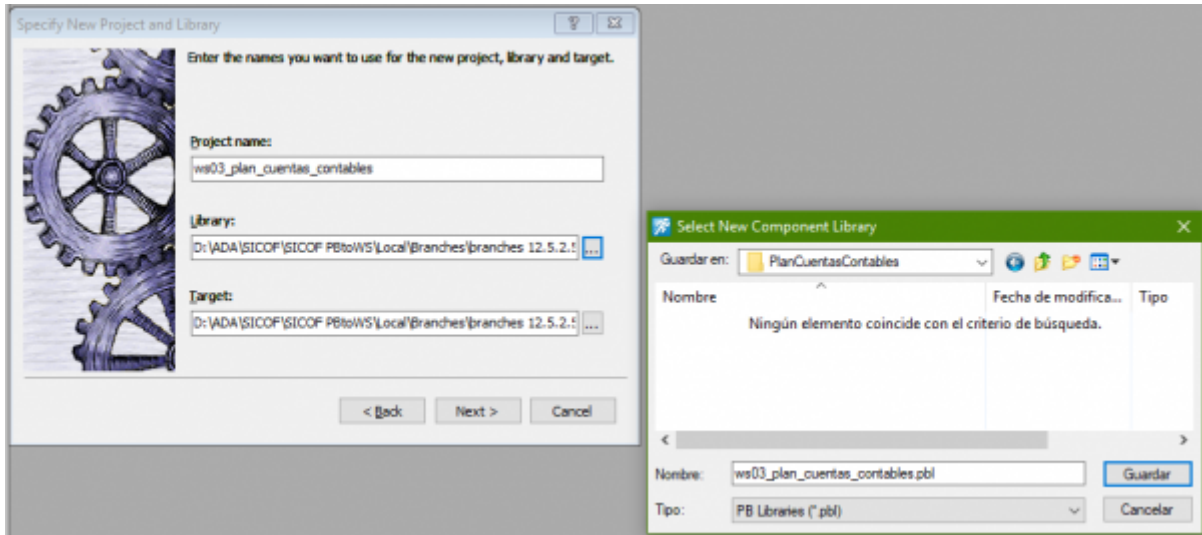 Specify New Project and Library
Enter the names you want to use for the new project, library and target.
Project name:
ws03_plan_cuentas_contables
Library:
D:\ADA\SICOF\SICOF PBtoWS\Local\Branches\branches 12.5.2.5
...
Target:
D:\ADA\SICOF\SICOF PBtoWS\Local\Branches\branches 12.5.2.5
...
< Back
Next >
Cancel
Select New Component Library
Guardar en:
PlanCuentasContables
Nombre
Fecha de modifica...
Tipo
Ningún elemento coincide con el criterio de búsqueda.
Nombre:
ws03_plan_cuentas_contables.pbl
Guardar
Tipo:
PB Libraries (*.pbl)
Cancelar